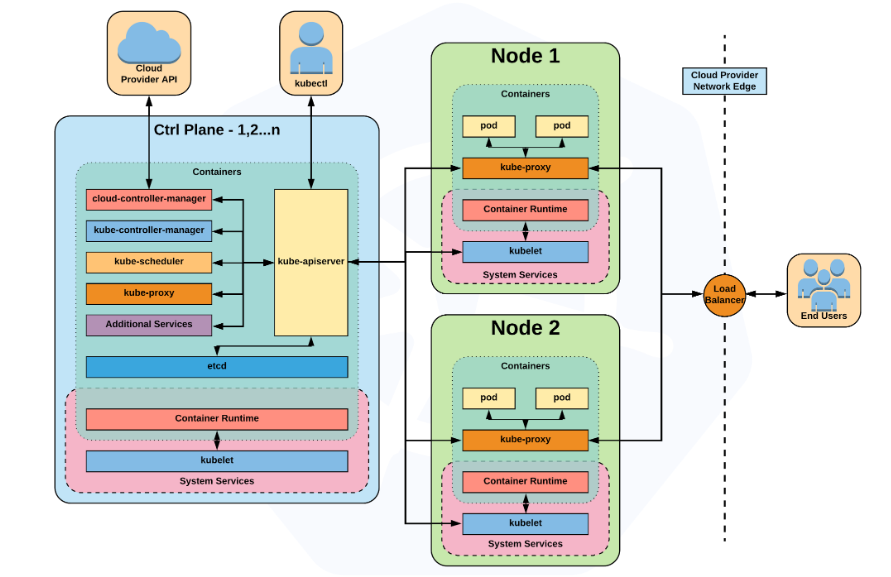 Cloud
Provider API
kubectl
Ctrl Plane - 1,2...n
Containers
cloud-controller-manager
kube-controller-manager
kube-scheduler
kube-proxy
Additional Services
kube-apiserver
etcd
Container Runtime
kubelet
System Services
Node 1
Containers
pod
pod
kube-proxy
Container Runtime
kubelet
System Services
Node 2
Containers
pod
pod
kube-proxy
Container Runtime
kubelet
System Services
Cloud Provider
Network Edge
Load
Balancer
End Users